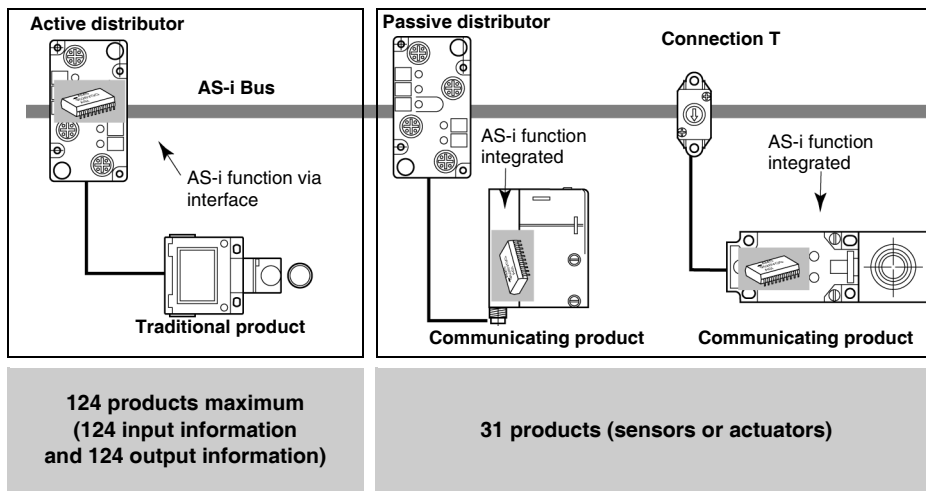 Active distributor
AS-i Bus
AS-i function via
interface
Traditional product
Passive distributor
Connection T
AS-i function
integrated
AS-i function
integrated
Communicating product
Communicating product
124 products maximum
(124 input information
and 124 output information)
31 products (sensors or actuators)